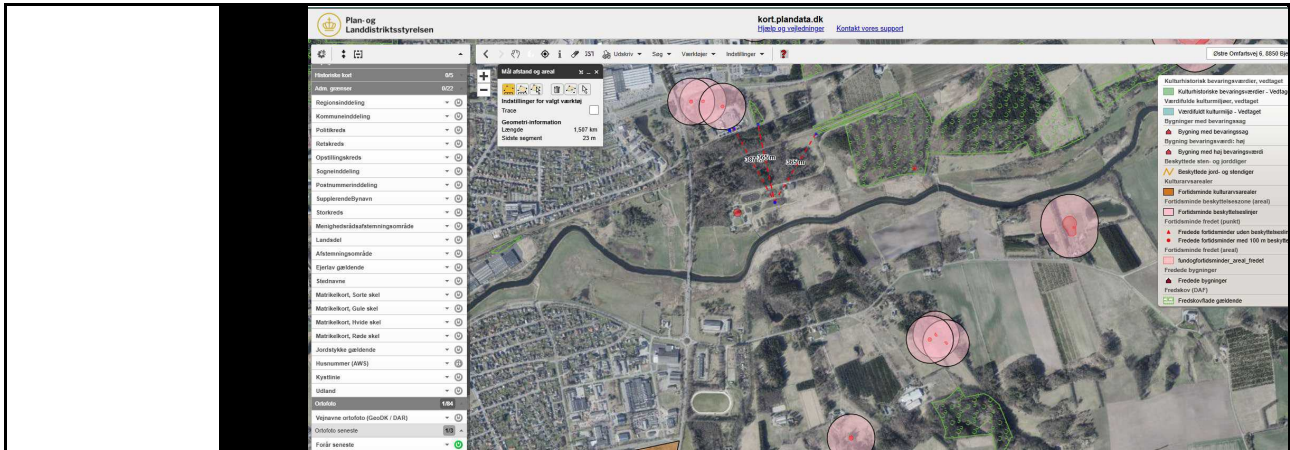 Plan- og
Landdistriktsstyrelsen
kort.plandata.dk
Hjælp og vejledninger Kontakt vores support
Udskriv Søg Værktøjer Indstillinger
Østre Omfartsvej 6, 8850 Bje
Historiske kort 0/5
Adm. grænser 0/22
Regionsinddeling
Kommuneinddeling
Politikreds
Retskreds
Opstillingskreds
Sogneinddeling
Postnummerinddeling
SupplerendeBynavn
Storkreds
Menighedsrådsafstemningsområde
Landsdel
Afstemningsområde
Ejerlav gældende
Stednavne
Matrikelkort, Sorte skel
Matrikelkort, Gule skel
Matrikelkort, Hvide skel
Matrikelkort, Røde skel
Jordstykke gældende
Husnummer (AWS)
Kystlinie
Udland
Ortofoto 1/84
Vejnavne ortofoto (GeoDK / DAR)
Ortofoto seneste 1/3
Forår seneste
Mål afstand og areal
Indstillinger for valgt værktøj
Trace
Geometri-information
Længde 1,507 km
Sidste segment 23 m
365m
Kulturhistorisk bevaringsværdier, vedtaget
Kulturhistoriske bevaringsværdier - Vedtag
Værdifulde kulturmiljøer, vedtaget
Værdifuldt kulturmiljø - Vedtaget
Bygninger med bevaringssag
Bygning med bevaringssag
Bygning bevaringsværdi: høj
Bygning med høj bevaringsværdi
Beskyttede sten- og jorddiger
Beskyttede jord- og stendiger
Kulturarvsarealer
Fortidsminde kulturarvsarealer
Fortidsminde beskyttelseszone (areal)
Fortidsminde beskyttelseslinjer
Fortidsminde fredet (punkt)
Fredede fortidsminder uden beskyttelseslin
Fredede fortidsminder med 100 m beskytte
Fortidsminde fredet (areal)
fundogfortidsminder_areal_fredet
Fredede bygninger
Fredede bygninger
Fredskov (DAF)
Fredskovflade gældende